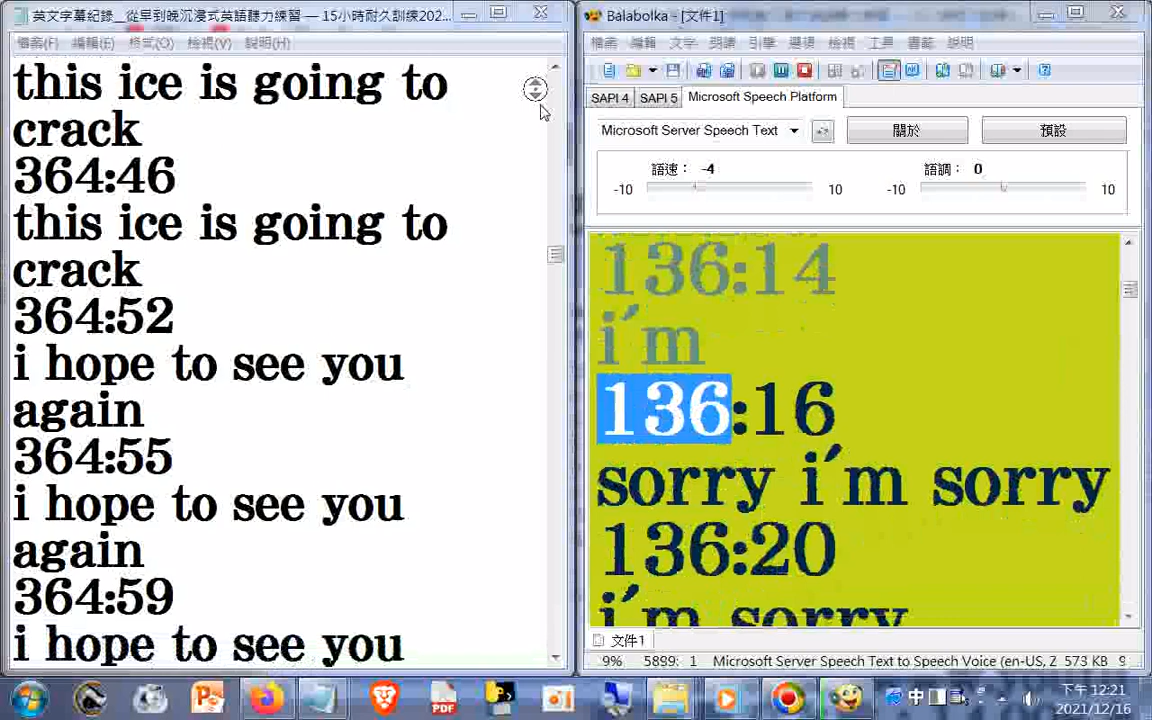 英文字幕紀錄__從早到晚沉浸式英語聽力練習 — 15小時耐久訓練202...
檔案(F) 編輯(E) 格式(O) 檢視(V) 說明(H)
this ice is going to
crack
364:46
this ice is going to
crack
364:52
i hope to see you
again
364:55
i hope to see you
again
364:59
i hope to see you
Balabolka - [文件1]
檔案 編輯 文字 朗讀 引擎 選項 檢視 工具 書籤 說明
SAPI 4 SAPI 5 Microsoft Speech Platform
Microsoft Server Speech Text 關於 預設
語速： -4 語調： 0
-10 10 -10 10
136:14
i´m
136:16
sorry i´m sorry
136:20
i´m sorry
文件1
9% 5899: 1 Microsoft Server Speech Text to Speech Voice (en-US, Z 573 KB 9
中 下午 12:21
2021/12/16